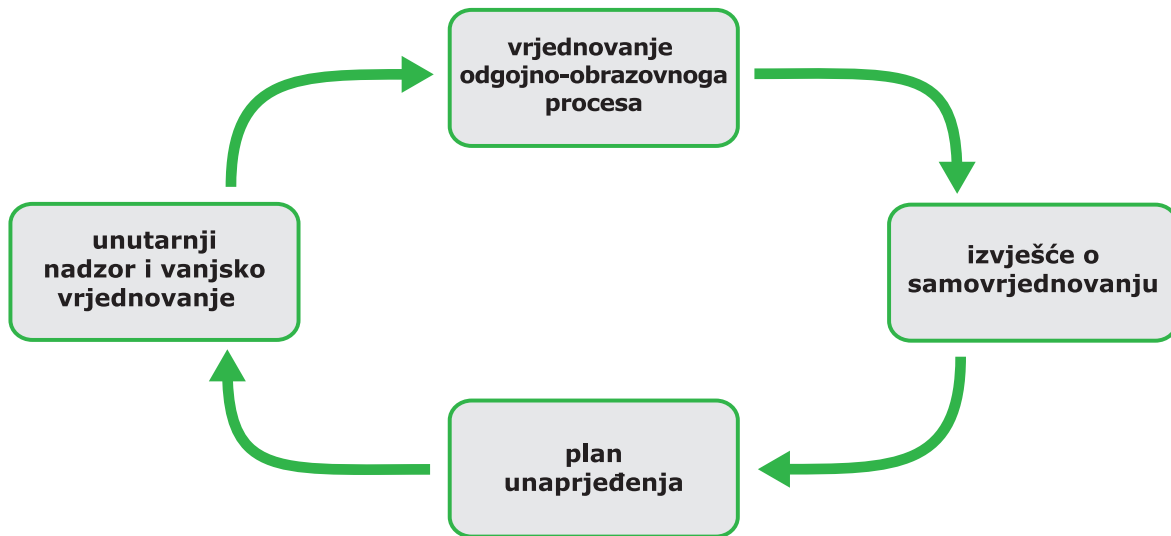 vrjednovanje
odgojno-obrazovnoga
procesa
izvješće o
samovrjednovanju
plan
unaprjeđenja
unutarnji
nadzor i vanjsko
vrjednovanje